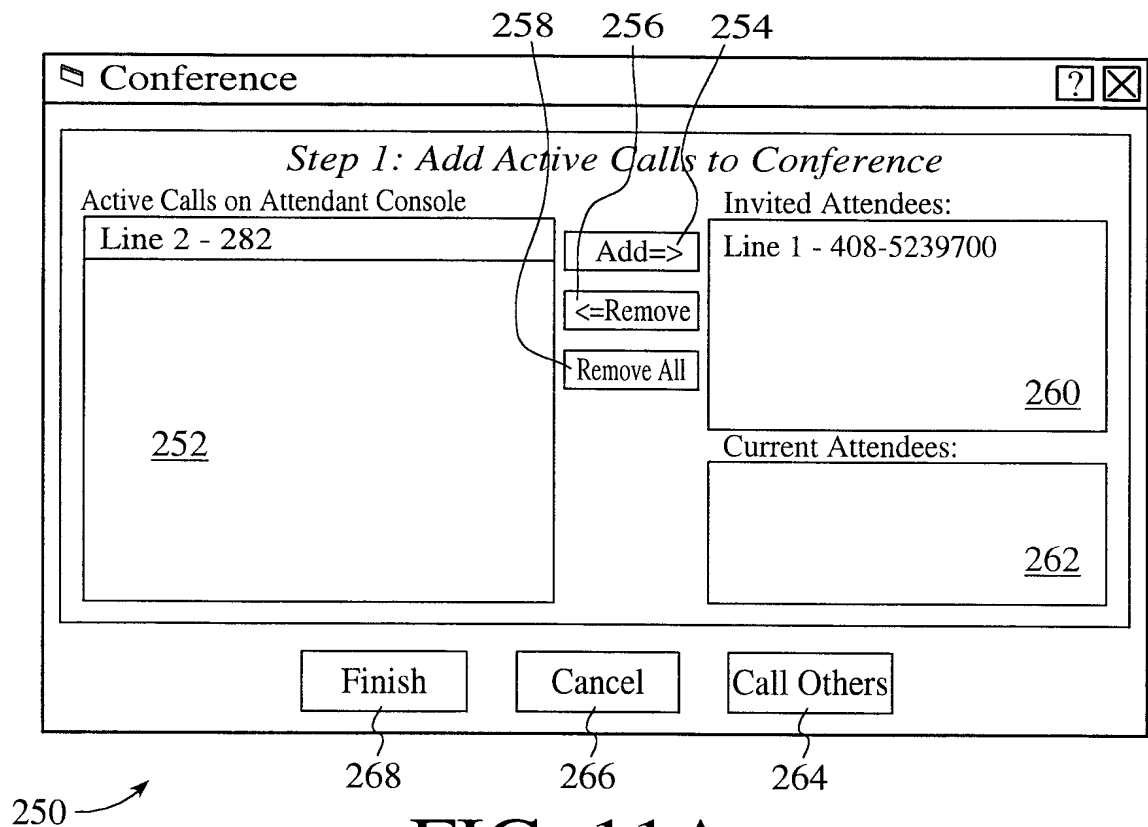 258 256 254
Conference ?
Step 1: Add Active Calls to Conference
Active Calls on Attendant Console
Invited Attendees:
Line 2 - 282
Add=>
Line 1 - 408-5239700
<=Remove
Remove All
260
252
Current Attendees:
262
Finish
Cancel
Call Others
268 266 264
250
FIG. 11A